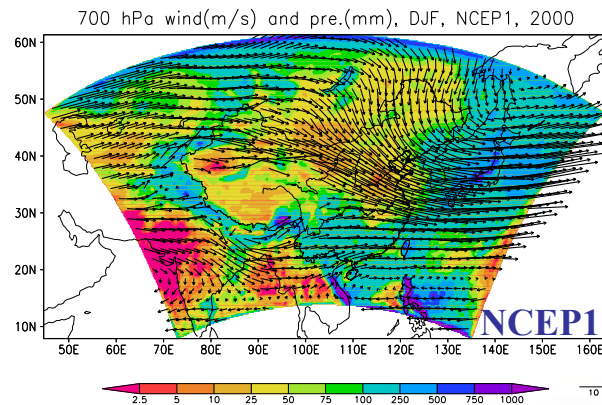 700 hPa wind(m/s) and pre.(mm), DJF, NCEP1, 2000
60N
50N
40N
30N
20N
10N
NCEP1
50E 60E 70E 80E 90E 100E 110E 120E 130E 140E 150E 160E
2.5 5 10 25 50 75 100 250 500 750 1000
10